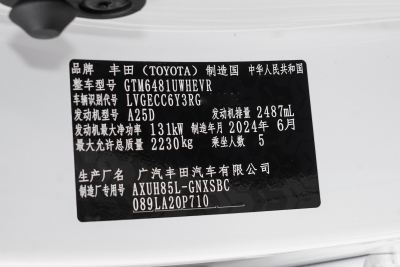 品牌 丰田(TOYOTA) 制造国 中华人民共和国
整车型号 GTM6481UWHEVR
车辆识别代号 LVGECC6Y3RG
发动机型号 A25D 发动机排量 2487mL
发动机最大净功率 131kW 制造年月 2024年 6月
最大允许总质量 2230kg 乘坐人数 5
生产厂名 广汽丰田汽车有限公司
制造厂专用号 AXUH85L-GNXSBC
089LA20P710